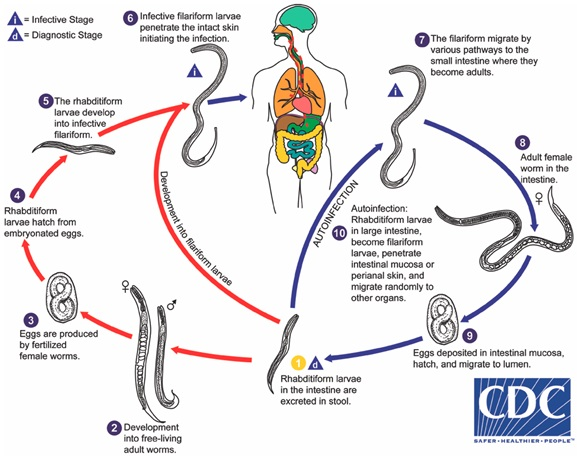 i = Infective Stage
d = Diagnostic Stage
6 Infective filariform larvae
penetrate the intact skin
initiating the infection.
i
7 The filariform migrate by
various pathways to the
small intestine where they
become adults.
i
5 The rhabditiform
larvae develop
into infective
filariform.
8
Adult female
worm in the
intestine.
♀
4
Rhabditiform
larvae hatch from
embryonated eggs.
Development into filariform larvae
AUTOINFECTION
10 Autoinfection:
Rhabditiform larvae
in large intestine,
become filariform
larvae, penetrate
intestinal mucosa or
perianal skin, and
migrate randomly to
other organs.
♀
♂
3
Eggs are produced
by fertilized
female worms.
9
Eggs deposited in intestinal mucosa,
hatch, and migrate to lumen.
1 d
Rhabditiform larvae
in the intestine are
excreted in stool.
2 Development
into free-living
adult worms.
CDC
SAFER·HEALTHIER·PEOPLE™